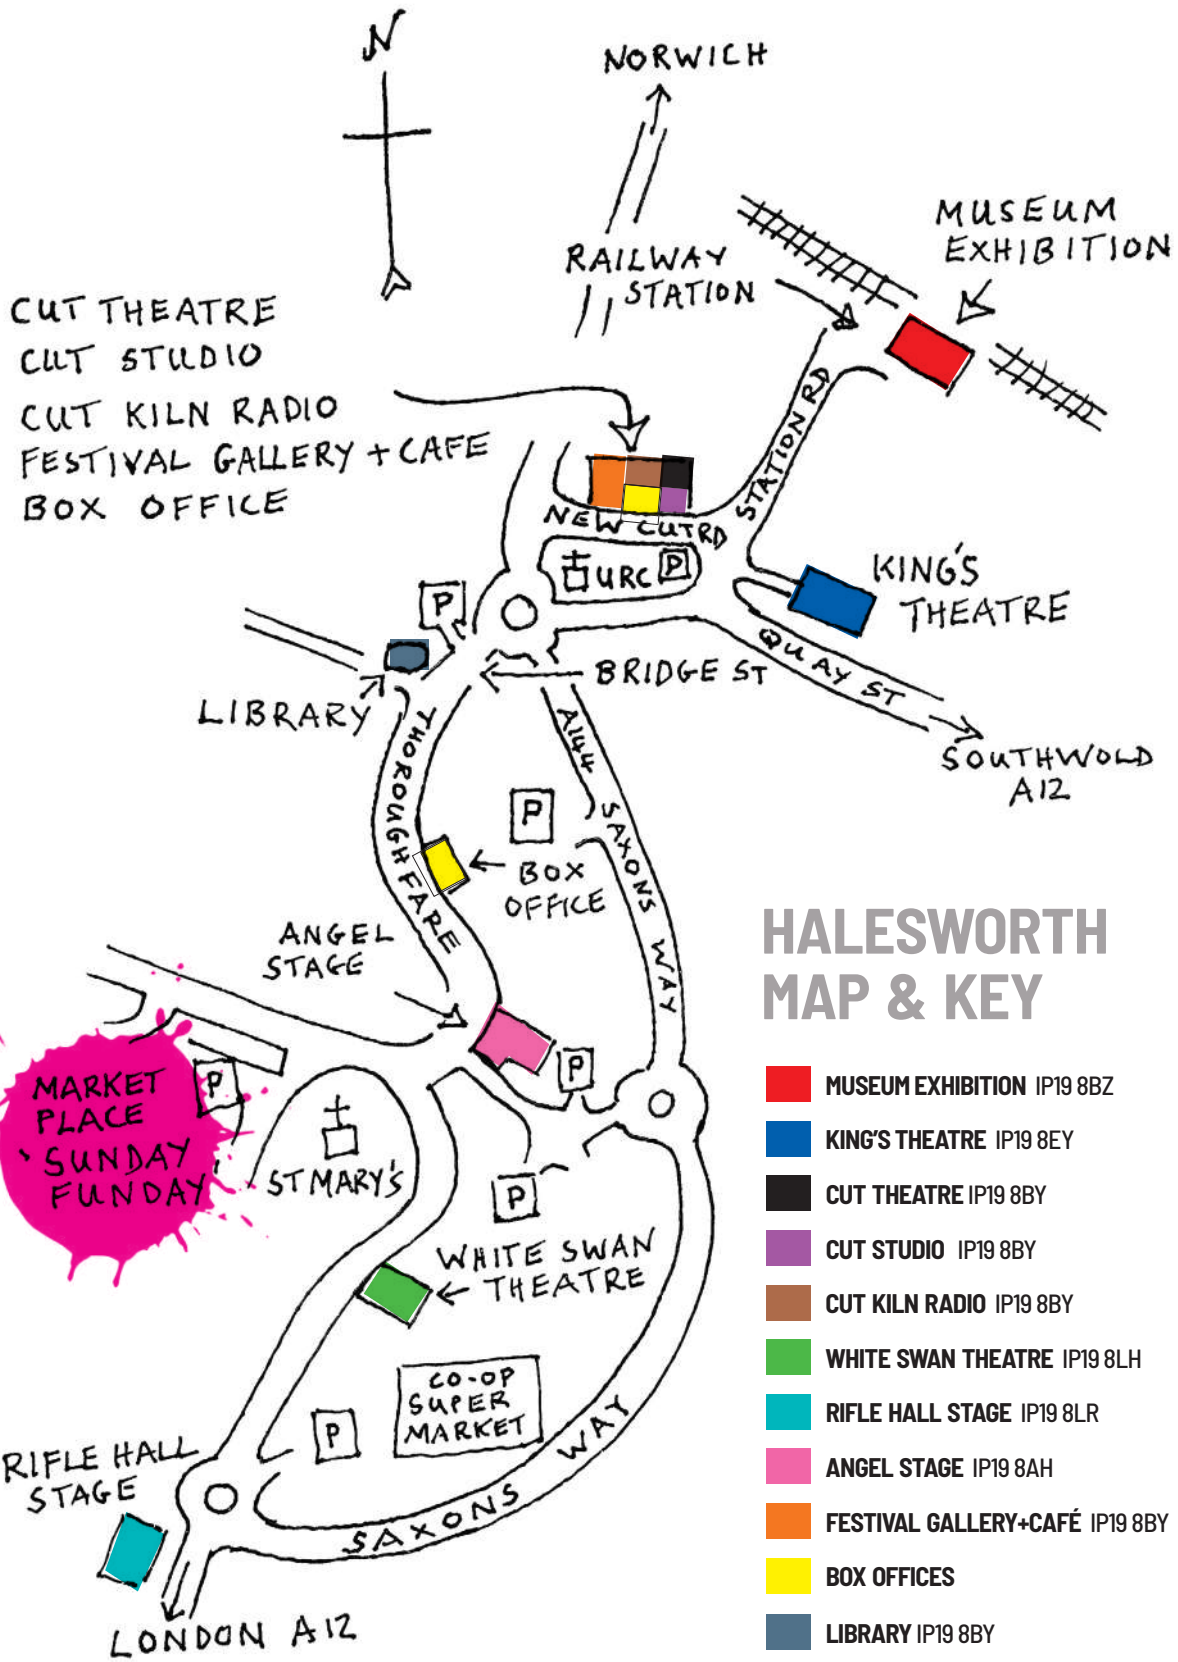 N
NORWICH
MUSEUM
EXHIBITION
RAILWAY
STATION
CUT THEATRE
CUT STUDIO
CUT KILN RADIO
FESTIVAL GALLERY + CAFE
BOX OFFICE
STATION RD
NEW CUT RD
URC P
KING'S
THEATRE
P
QUAY ST
BRIDGE ST
LIBRARY
SOUTHWOLD
A12
THOROUGHFARE
A144 SAXONS WAY
P
BOX
OFFICE
ANGEL
STAGE
HALESWORTH
MAP & KEY
P
P
MARKET
PLACE
SUNDAY
FUNDAY
ST MARY'S
P
WHITE SWAN
THEATRE
CO-OP
SUPER
MARKET
P
SAXONS WAY
RIFLE HALL
STAGE
LONDON A12
MUSEUM EXHIBITION IP19 8BZ
KING'S THEATRE IP19 8EY
CUT THEATRE IP19 8BY
CUT STUDIO IP19 8BY
CUT KILN RADIO IP19 8BY
WHITE SWAN THEATRE IP19 8LH
RIFLE HALL STAGE IP19 8LR
ANGEL STAGE IP19 8AH
FESTIVAL GALLERY+CAFÉ IP19 8BY
BOX OFFICES
LIBRARY IP19 8BY